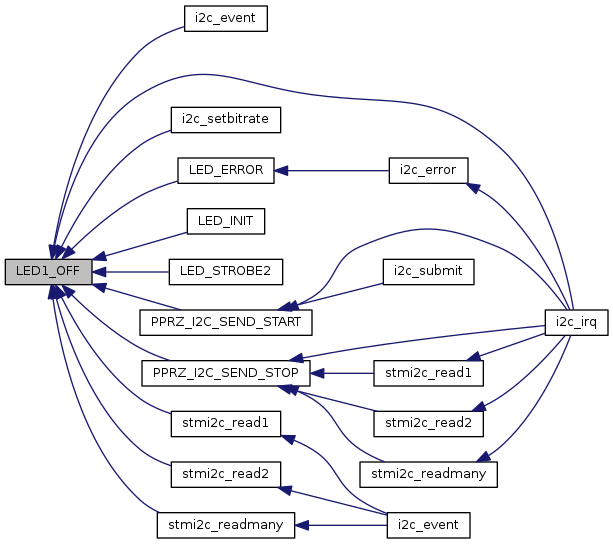 i2c_event
i2c_setbitrate
LED_ERROR
i2c_error
LED_INIT
LED1_OFF
LED_STROBE2
i2c_submit
PPRZ_I2C_SEND_START
i2c_irq
PPRZ_I2C_SEND_STOP
stmi2c_read1
stmi2c_read1
stmi2c_read2
stmi2c_read2
stmi2c_readmany
stmi2c_readmany
i2c_event